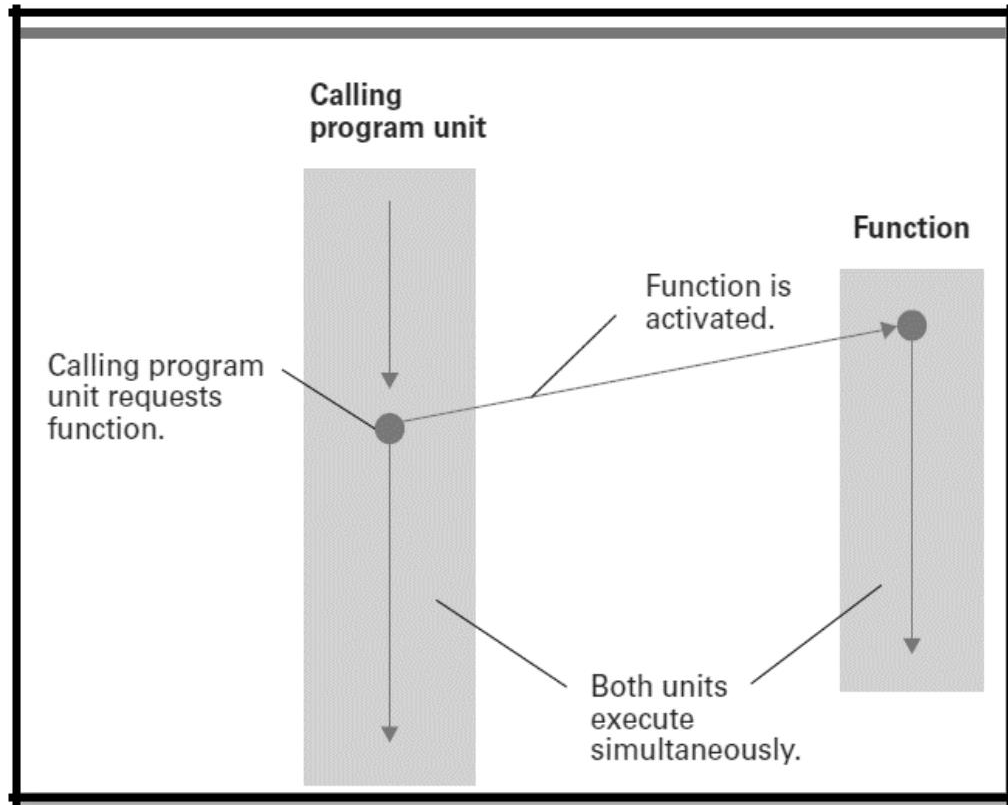 Calling
program unit
Function
Function is
activated.
Calling program
unit requests
function.
Both units
execute
simultaneously.